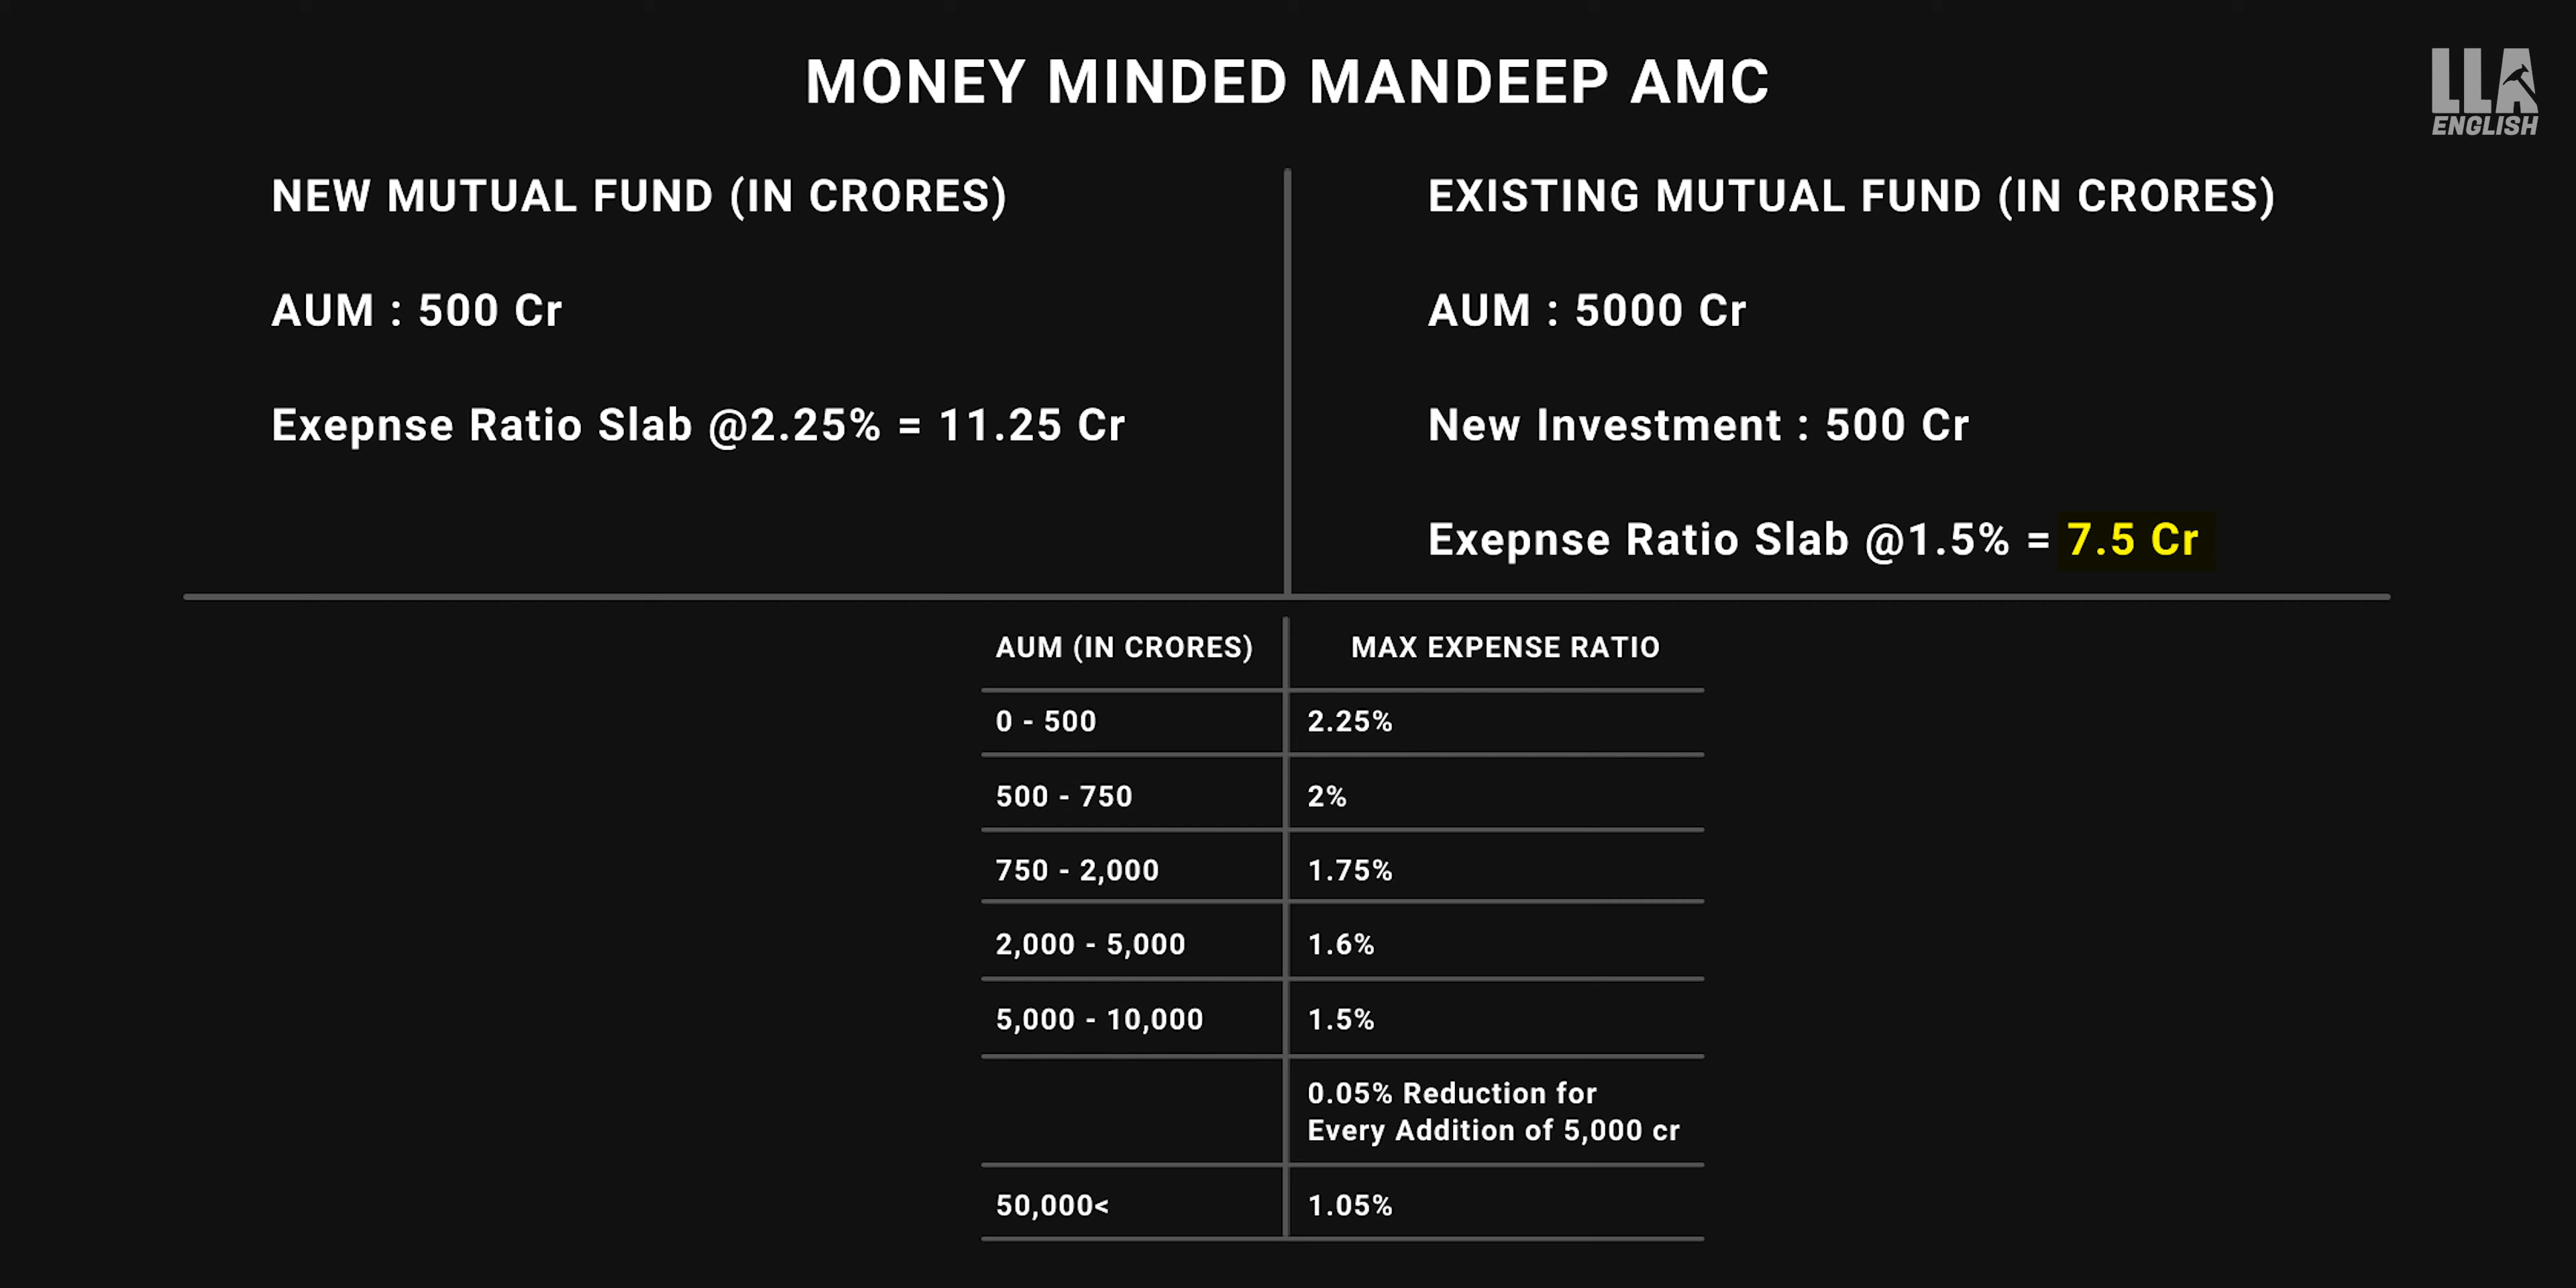 MONEY MINDED MANDEEP AMC
LLA
ENGLISH
NEW MUTUAL FUND (IN CRORES)
AUM : 500 Cr
Exepnse Ratio Slab @2.25% = 11.25 Cr
EXISTING MUTUAL FUND (IN CRORES)
AUM : 5000 Cr
New Investment : 500 Cr
Exepnse Ratio Slab @1.5% = 7.5 Cr
AUM (IN CRORES) MAX EXPENSE RATIO
0 - 500 2.25%
500 - 750 2%
750 - 2,000 1.75%
2,000 - 5,000 1.6%
5,000 - 10,000 1.5%
0.05% Reduction for
Every Addition of 5,000 cr
50,000< 1.05%